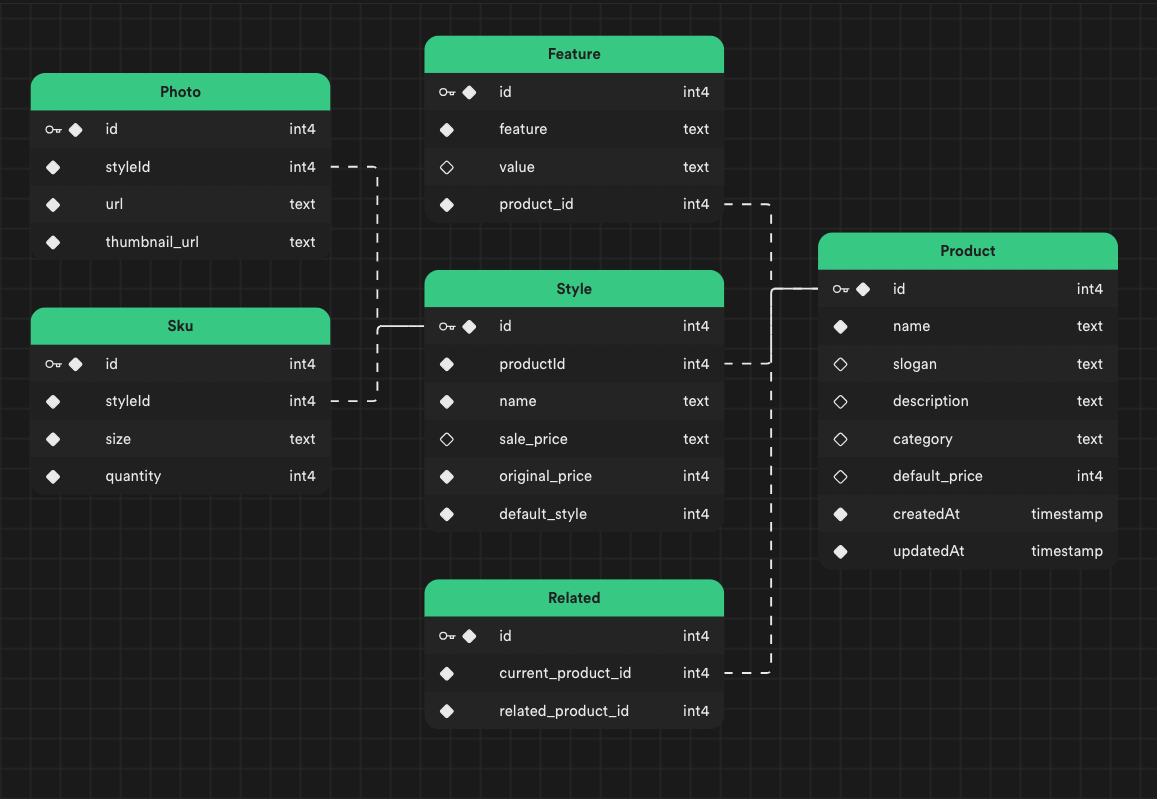 Photo
id int4
styleId int4
url text
thumbnail_url text
Sku
id int4
styleId int4
size text
quantity int4
Feature
id int4
feature text
value text
product_id int4
Style
id int4
productId int4
name text
sale_price text
original_price int4
default_style int4
Related
id int4
current_product_id int4
related_product_id int4
Product
id int4
name text
slogan text
description text
category text
default_price int4
createdAt timestamp
updatedAt timestamp